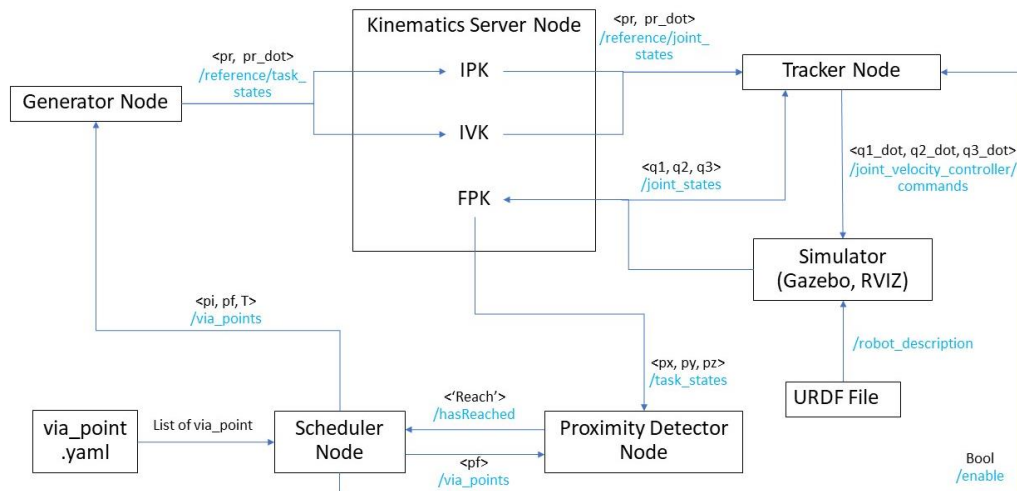 Kinematics Server Node
IPK
IVK
FPK
<pr, pr_dot>
/reference/task_
states
Generator Node
<pr, pr_dot>
/reference/joint_
states
Tracker Node
<q1, q2, q3>
/joint_states
<q1_dot, q2_dot, q3_dot>
/joint_velocity_controller/
commands
Simulator
(Gazebo, RVIZ)
/robot_description
URDF File
<pi, pf, T>
/via_points
<px, py, pz>
/task_states
via_point
.yaml
List of via_point
Scheduler
Node
<‘Reach’>
/hasReached
<pf>
/via_points
Proximity Detector
Node
Bool
/enable